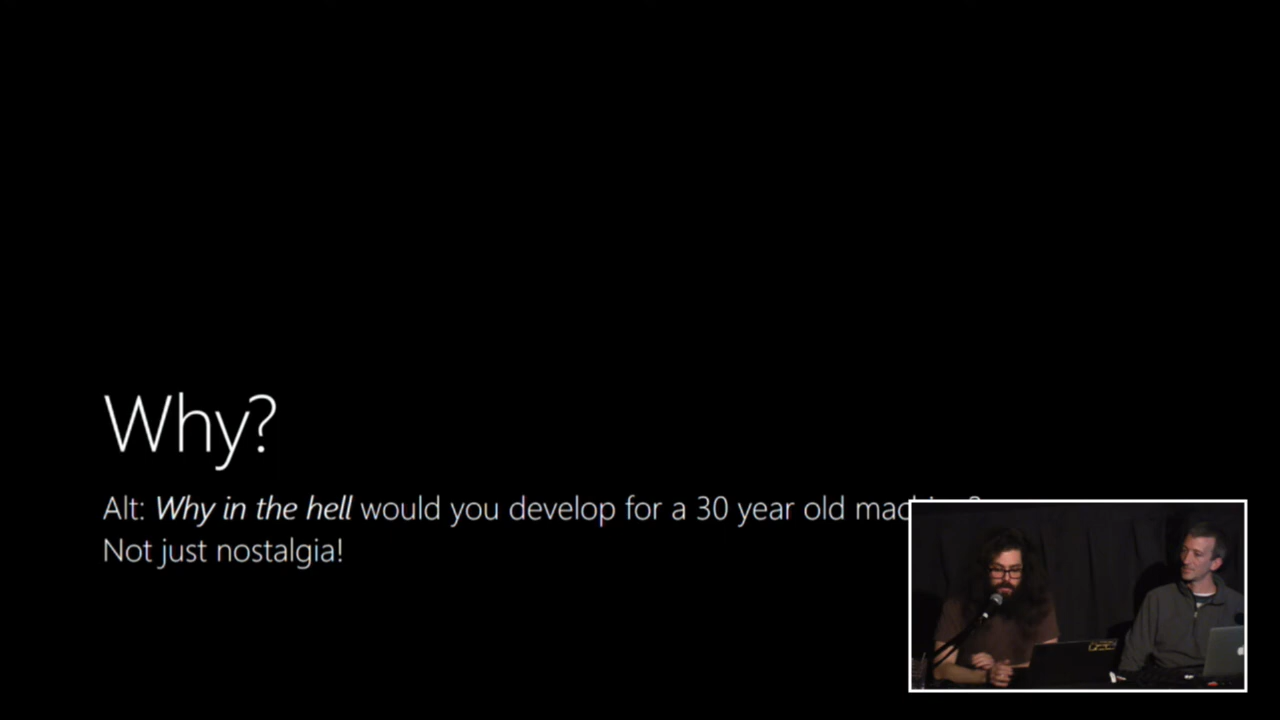 Why?
Alt: Why in the hell would you develop for a 30 year old
Not just nostalgia!